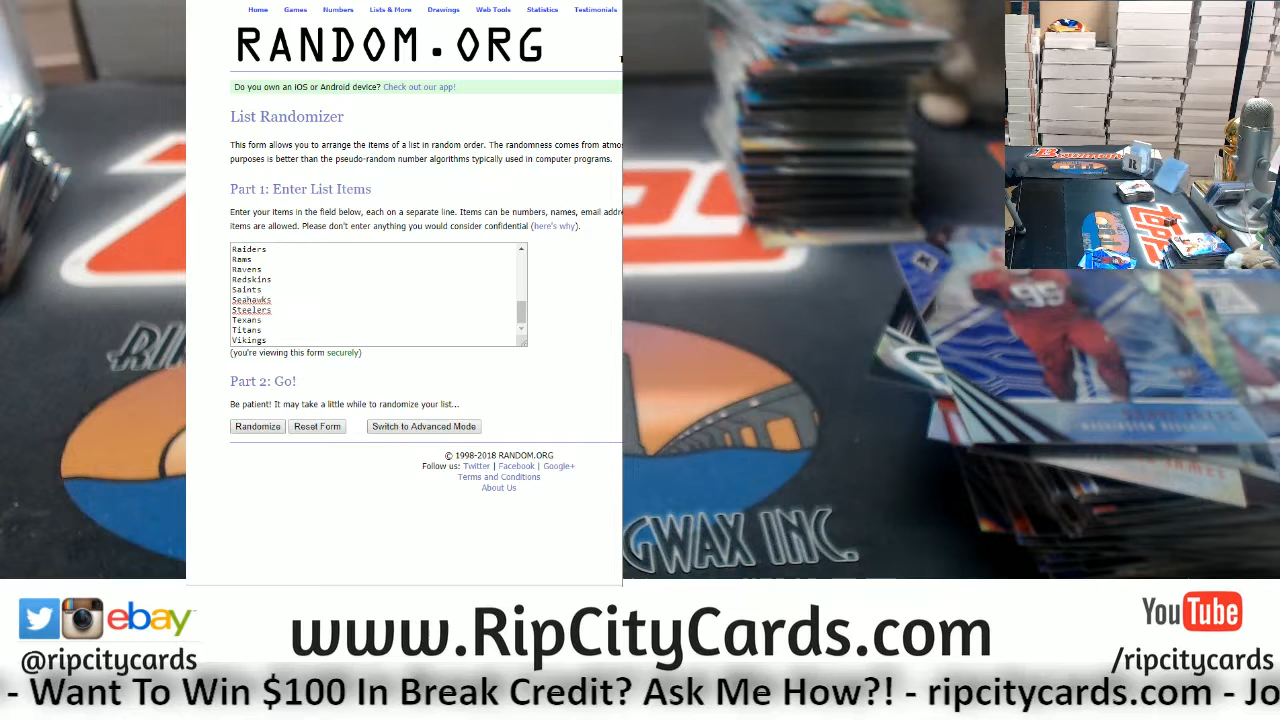 Home Games Numbers Lists & More Drawings Web Tools Statistics Testimonials
RANDOM.ORG
Do you own an iOS or Android device? Check out our app!
List Randomizer
This form allows you to arrange the items of a list in random order. The randomness comes from
purposes is better than the pseudo-random number algorithms typically used in computer programs.
Part 1: Enter List Items
Enter your items in the field below, each on a separate line. Items can be numbers, names, email
items are allowed. Please don't enter anything you would consider confidential (here's why).
Raiders
Rams
Ravens
Redskins
Saints
Seahawks
Steelers
Texans
Titans
Vikings
(you're viewing this form securely)
Part 2: Go!
Be patient! It may take a little while to randomize your list...
Randomize Reset Form Switch to Advanced Mode
© 1998-2018 RANDOM.ORG
Follow us: Twitter | Facebook | Google+
Terms and Conditions
About Us
99
WASHINGTON REDSKINS
GWAX INC.
ebay
@ripcitycards
www.RipCityCards.com
YouTube
/ripcitycards
- Want To Win $100 In Break Credit? Ask Me How?! - ripcitycards.com - Jo